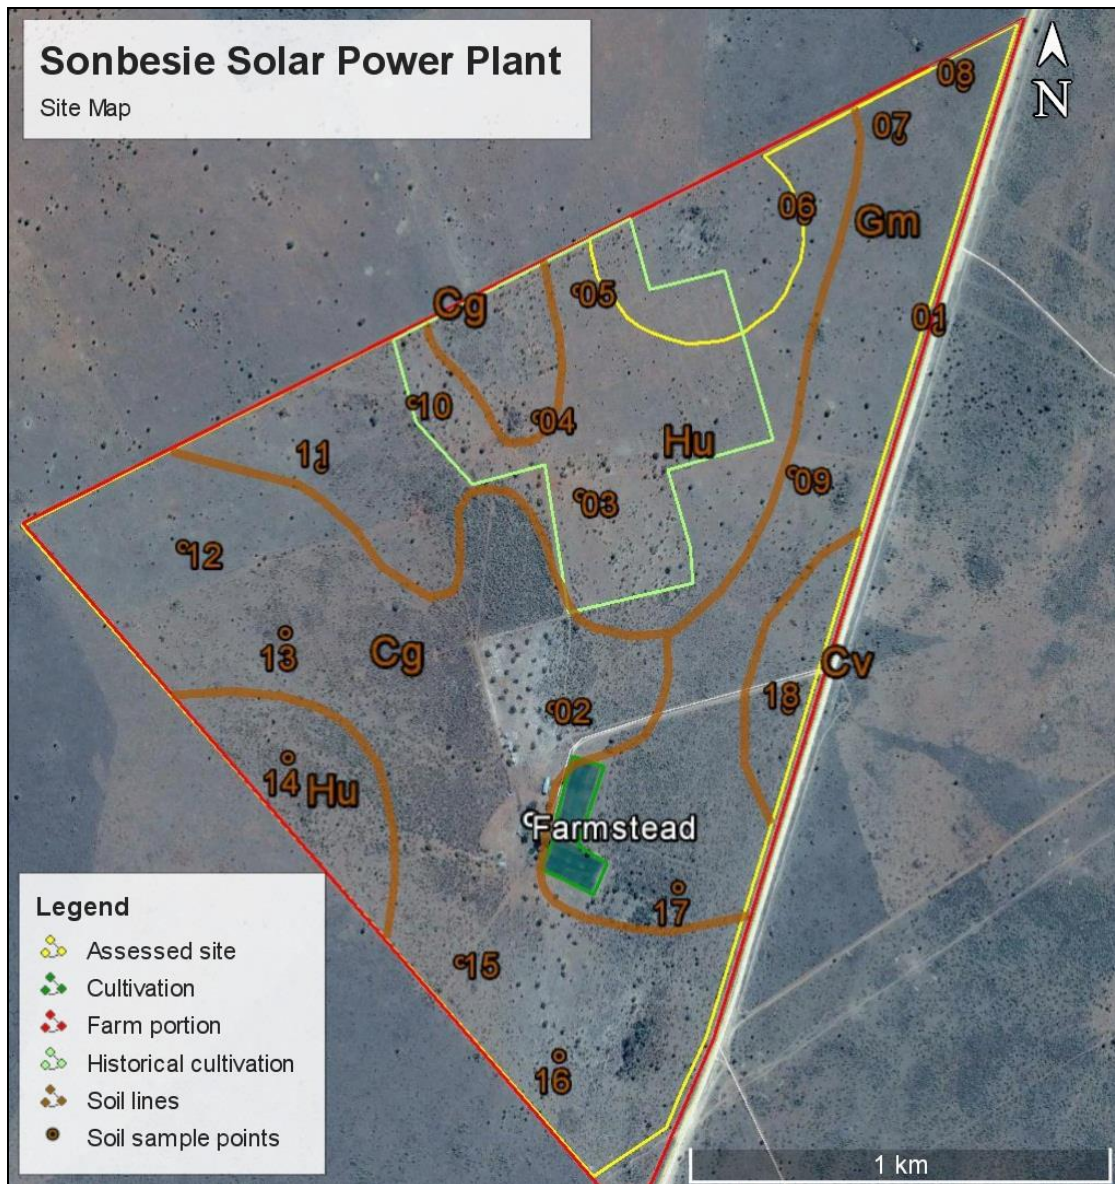 Sonbesie Solar Power Plant
Site Map
N
08
07
06
Gm
05
Cg
01
10
04
Hu
11
09
03
12
13
Cg
Cv
02
18
14
Hu
Farmstead
17
15
16
Legend
Assessed site
Cultivation
Farm portion
Historical cultivation
Soil lines
Soil sample points
1 km